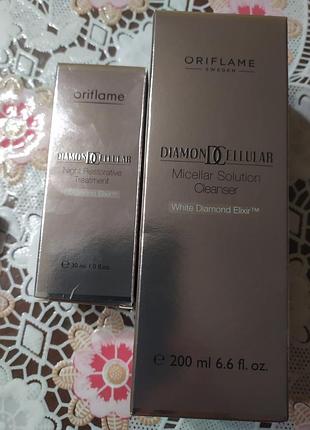 oriflame
DIAMOND CELLULAR
Night Restorative
Treatment
℮ 30 ml 1.0 fl.oz.
ORIFLAME
SWEDEN
DIAMOND CELLULAR
Micellar Solution
Cleanser
White Diamond Elixir™
℮ 200 ml 6.6 fl. oz.